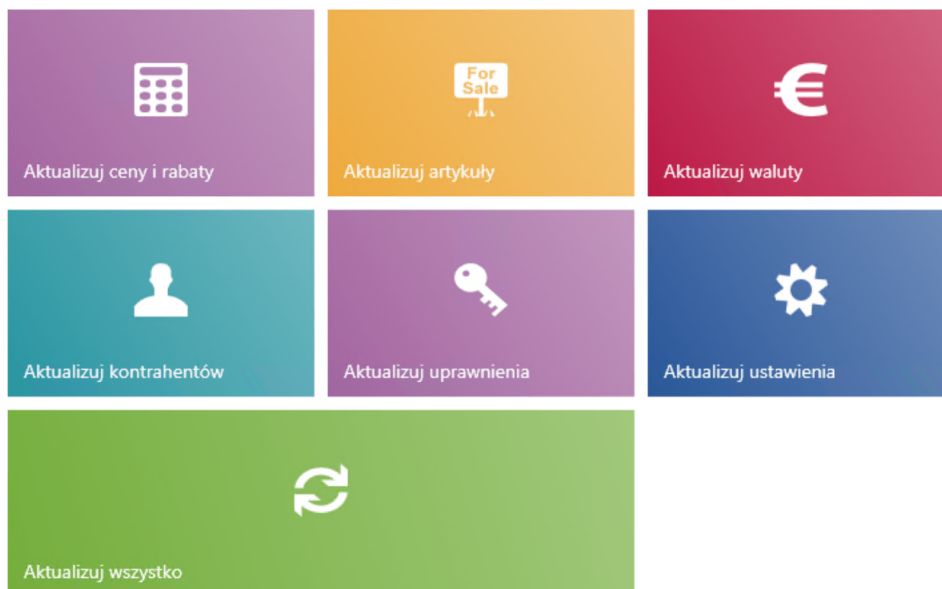 Aktualizuj ceny i rabaty
For
Sale
Aktualizuj artykuły
Aktualizuj waluty
Aktualizuj kontrahentów
Aktualizuj uprawnienia
Aktualizuj ustawienia
Aktualizuj wszystko